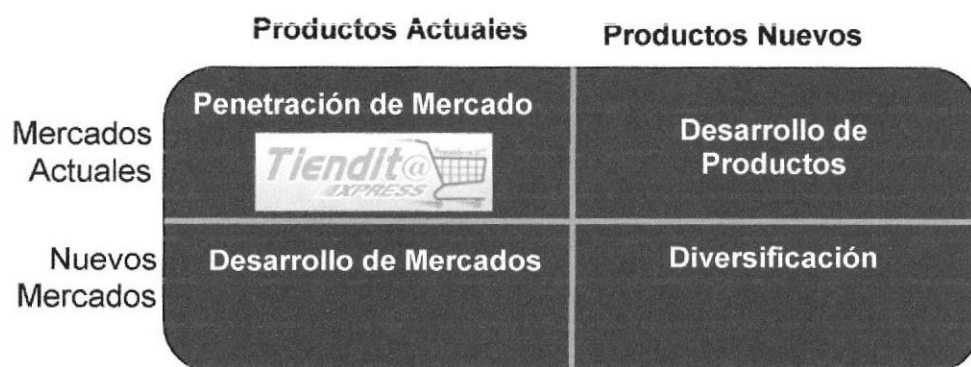 Productos Actuales
Productos Nuevos
Mercados
Actuales
Penetración de Mercado
Tiendit@
EXPRESS
Desarrollo de
Productos
Nuevos
Mercados
Desarrollo de Mercados
Diversificación